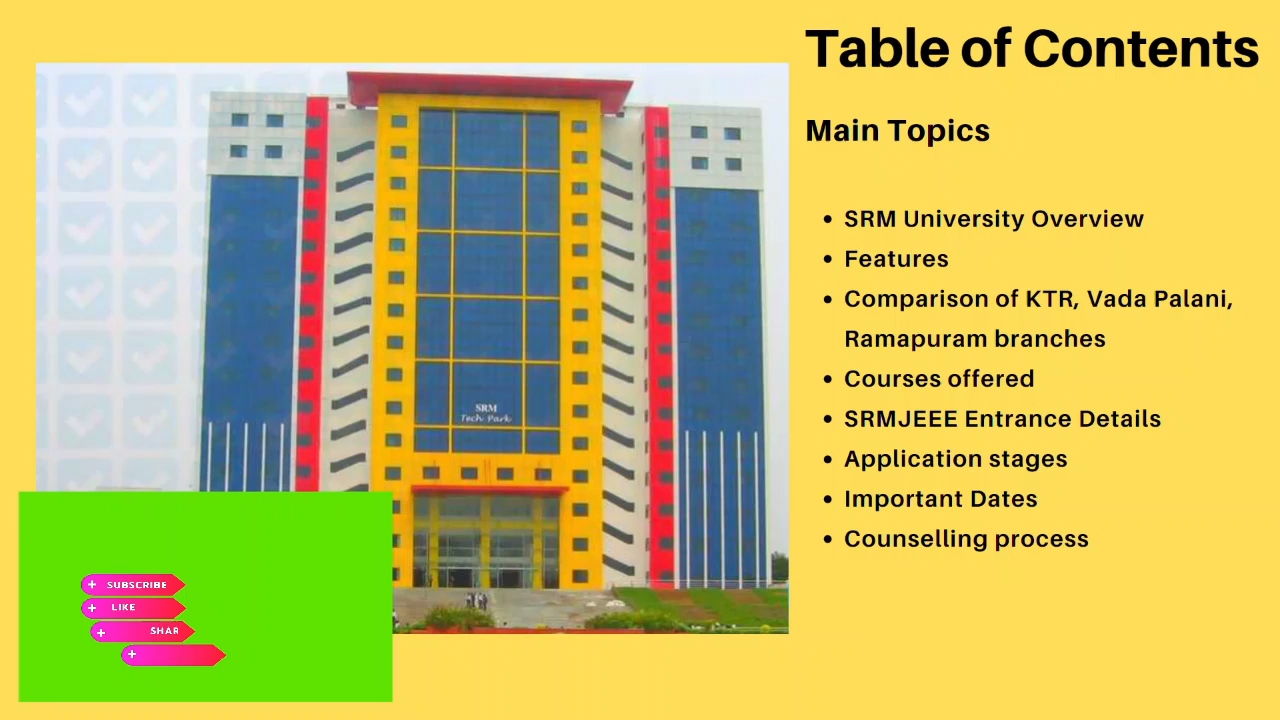 Table of Contents
Main Topics
SRM University Overview
Features
Comparison of KTR, Vada Palani,
Ramapuram branches
Courses offered
SRMJEEE Entrance Details
Application stages
Important Dates
Counselling process
SRM
Tech Park
SUBSCRIBE
LIKE
SHAR